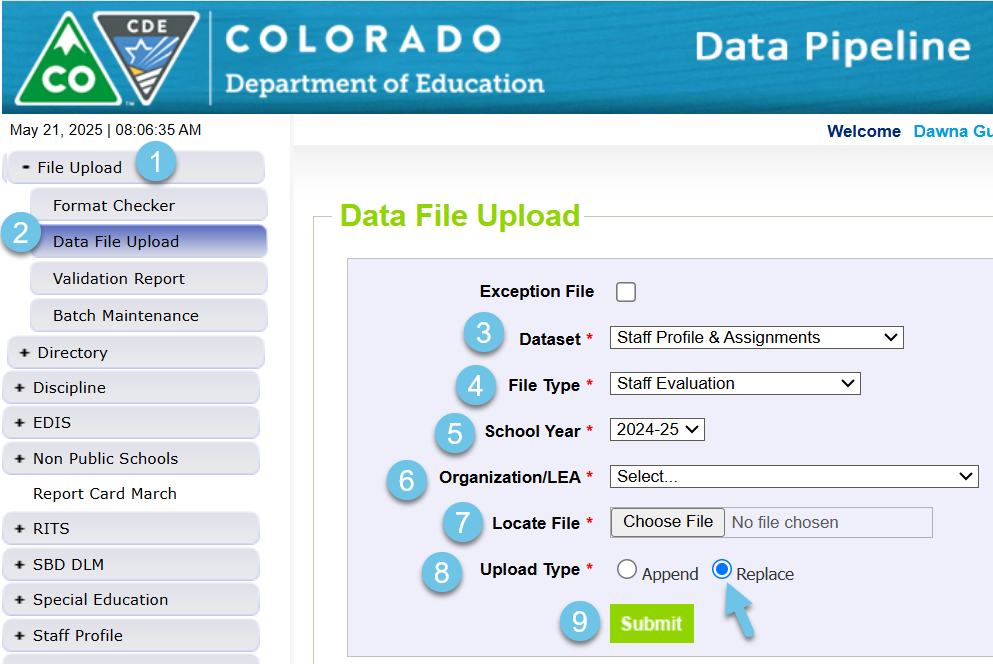 CO
CDE
COLORADO
Department of Education
Data Pipeline
May 21, 2025 | 08:06:35 AM
Welcome Dawna Gu
- File Upload
1
Format Checker
2
Data File Upload
Validation Report
Batch Maintenance
+ Directory
+ Discipline
+ EDIS
+ Non Public Schools
Report Card March
+ RITS
+ SBD DLM
+ Special Education
+ Staff Profile
Data File Upload
Exception File
3 Dataset * Staff Profile & Assignments
4 File Type * Staff Evaluation
5 School Year * 2024-25
6 Organization/LEA * Select...
7 Locate File * Choose File No file chosen
8 Upload Type * Append Replace
9 Submit